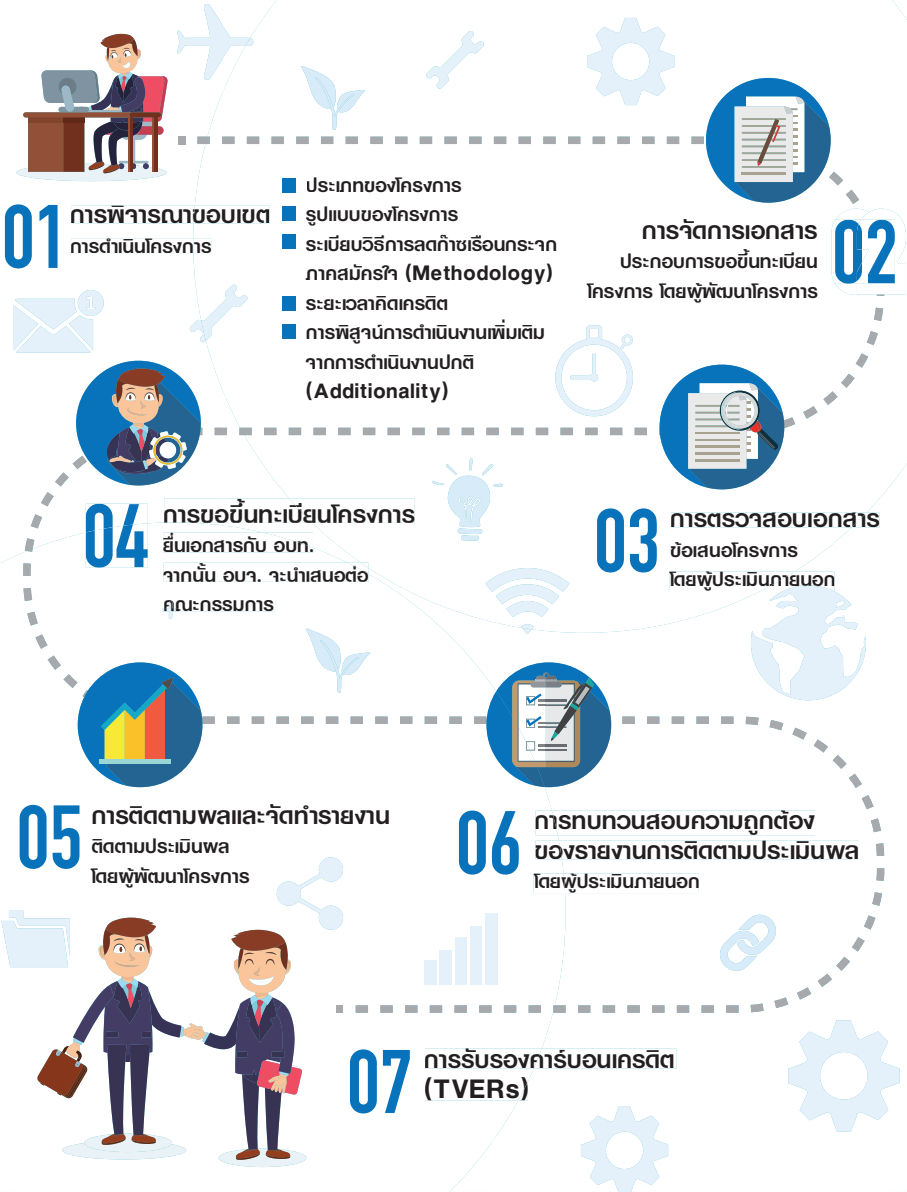 01
การพิจารณาขอบเขต
การดำเนินโครงการ
ประเภทของโครงการ
รูปแบบของโครงการ
ระเบียบวิธีการลดก๊าซเรือนกระจก
ภาคสมัครใจ (Methodology)
ระยะเวลาคิดเครดิต
การพิสูจน์การดำเนินงานเพิ่มเติม
จากการดำเนินงานปกติ
(Additionality)
02
การจัดการเอกสาร
ประกอบการขอขึ้นทะเบียน
โครงการ โดยผู้พัฒนาโครงการ
1
03
การตรวจสอบเอกสาร
ข้อเสนอโครงการ
โดยผู้ประเมินภายนอก
04
การขอขึ้นทะเบียนโครงการ
ยื่นเอกสารกับ อบก.
จากนั้น อบจ. จะนำเสนอต่อ
คณะกรรมการ
05
การติดตามผลและจัดทำรายงาน
ติดตามประเมินผล
โดยผู้พัฒนาโครงการ
06
การทบทวนสอบความถูกต้อง
ของรายงานการติดตามประเมินผล
โดยผู้ประเมินภายนอก
07
การรับรองคาร์บอนเครดิต
(TVERs)